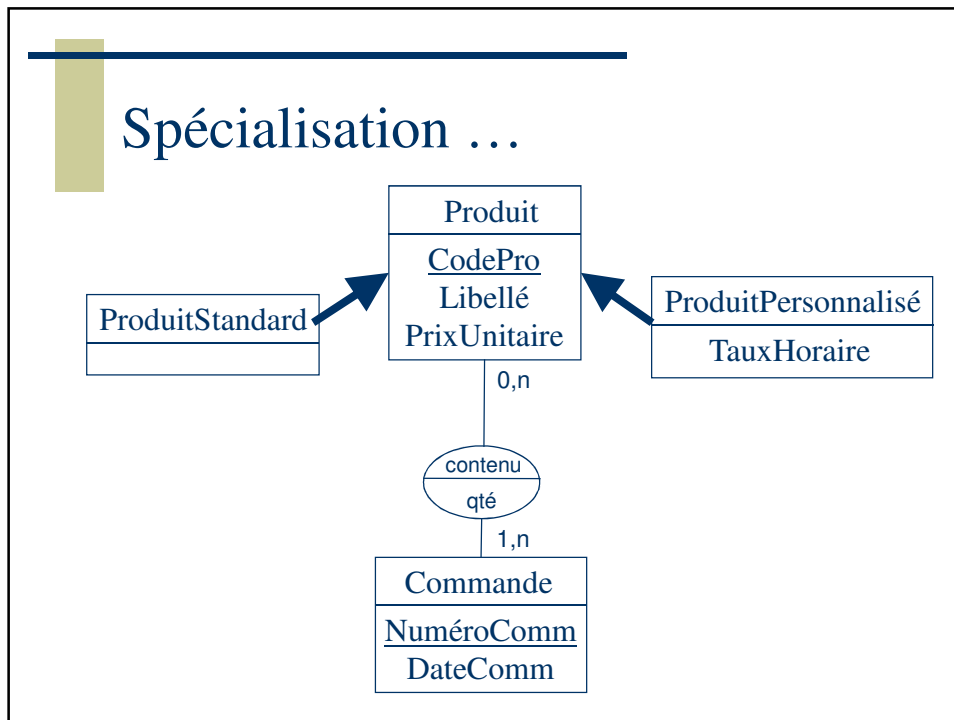 Spécialisation …
Produit
CodePro
Libellé
PrixUnitaire
ProduitStandard
ProduitPersonnalisé
TauxHoraire
0,n
contenu
qté
1,n
Commande
NuméroComm
DateComm